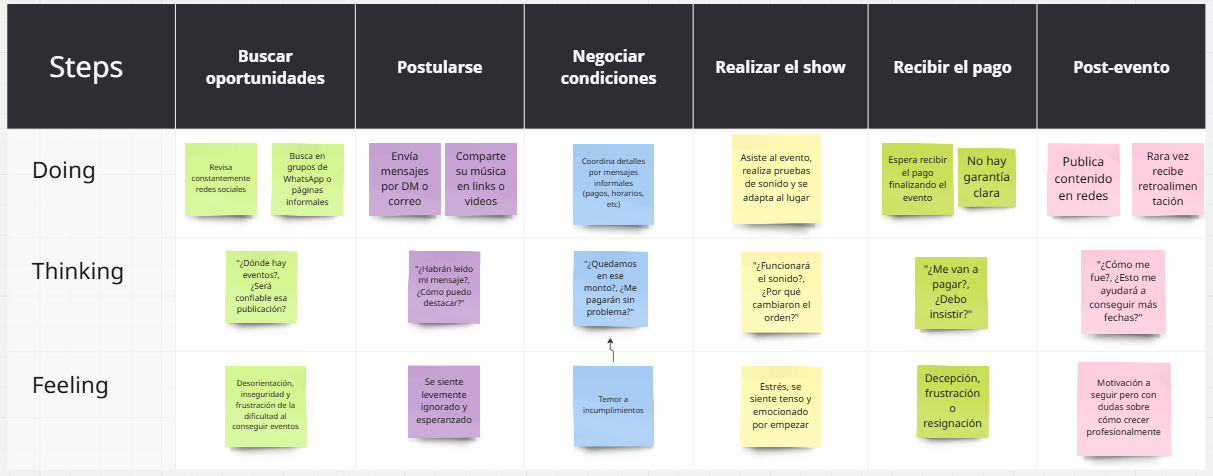 Steps
Buscar
oportunidades
Postularse
Negociar
condiciones
Realizar el show
Recibir el pago
Post-evento
Doing
Revisa
constantemente
redes sociales
Busca en
grupos de
WhatsApp o
páginas
informales
Envía
mensajes
por DM o
correo
Comparte
su música
en links o
videos
Coordina detalles
por mensajes
informales
(pagos, horarios,
etc)
Asiste al evento,
realiza pruebas
de sonido y se
adapta al lugar
Espera recibir
el pago
finalizando el
evento
No hay
garantía
clara
Publica
contenido
en redes
Rara vez
recibe
retroalimen
tación
Thinking
"¿Dónde hay
eventos?,
¿Será
confiable esa
publicación?
"¿Habrán leído
mi mensaje?,
¿Cómo puedo
destacar?"
"¿Quedamos
en ese
monto?, ¿Me
pagarán sin
problema?"
"¿Funcionará
el sonido?,
¿Por qué
cambiaron el
orden?"
"¿Me van a
pagar?,
¿Debo
insistir?"
"¿Cómo me
fue?, ¿Esto me
ayudará a
conseguir más
fechas?"
Feeling
Desorientación,
inseguridad y
frustración de la
dificultad al
conseguir eventos
Se siente
levemente
ignorado y
esperanzado
Temor a
incumplimientos
Estrés, se
siente tenso y
emocionado
por empezar
Decepción,
frustración
o
resignación
Motivación a
seguir pero con
dudas sobre
cómo crecer
profesionalmente